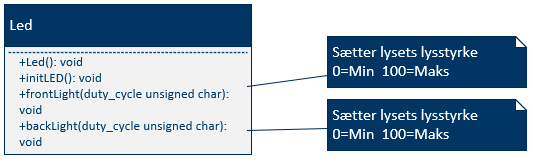 Led
+Led(): void
+initLED(): void
+frontLight(duty_cycle unsigned char):
void
+backLight(duty_cycle unsigned char):
void
Sætter lysets lysstyrke
0=Min 100=Maks
Sætter lysets lysstyrke
0=Min 100=Maks